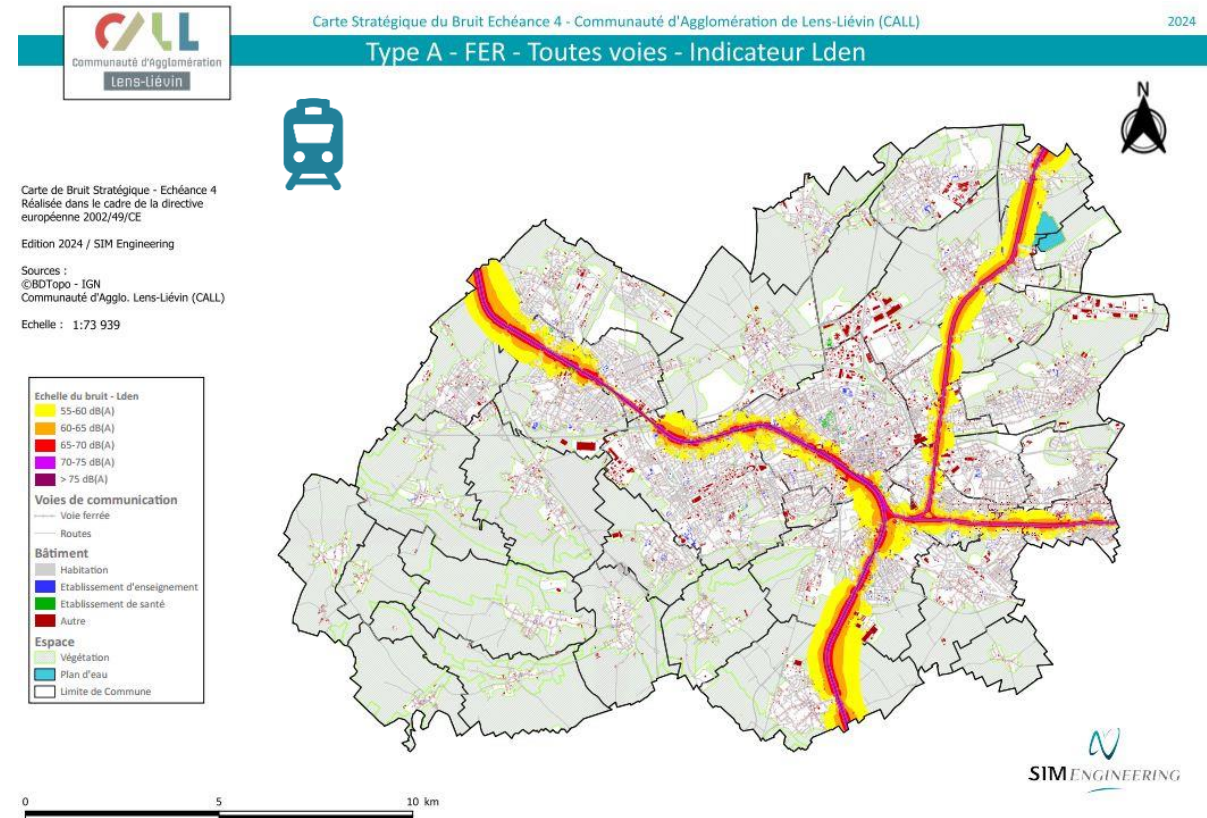 Carte Stratégique du Bruit Echéance 4 - Communauté d'Agglomération de Lens-Liévin (CALL)
2024
Type A - FER - Toutes voies - Indicateur Lden
CALL
Communauté d'Agglomération
Lens-Liévin
N
Carte de Bruit Stratégique - Echéance 4
Réalisée dans le cadre de la directive
européenne 2002/49/CE
Edition 2024 / SIM Engineering
Sources :
©BDTopo - IGN
Communauté d'Agglo. Lens-Liévin (CALL)
Echelle : 1:73 939
Echelle du bruit - Lden
55-60 dB(A)
60-65 dB(A)
65-70 dB(A)
70-75 dB(A)
> 75 dB(A)
Voies de communication
Voie ferrée
Routes
Bâtiment
Habitation
Etablissement d'enseignement
Etablissement de santé
Autre
Espace
Végétation
Plan d'eau
Limite de Commune
SIM ENGINEERING
0 5 10 km